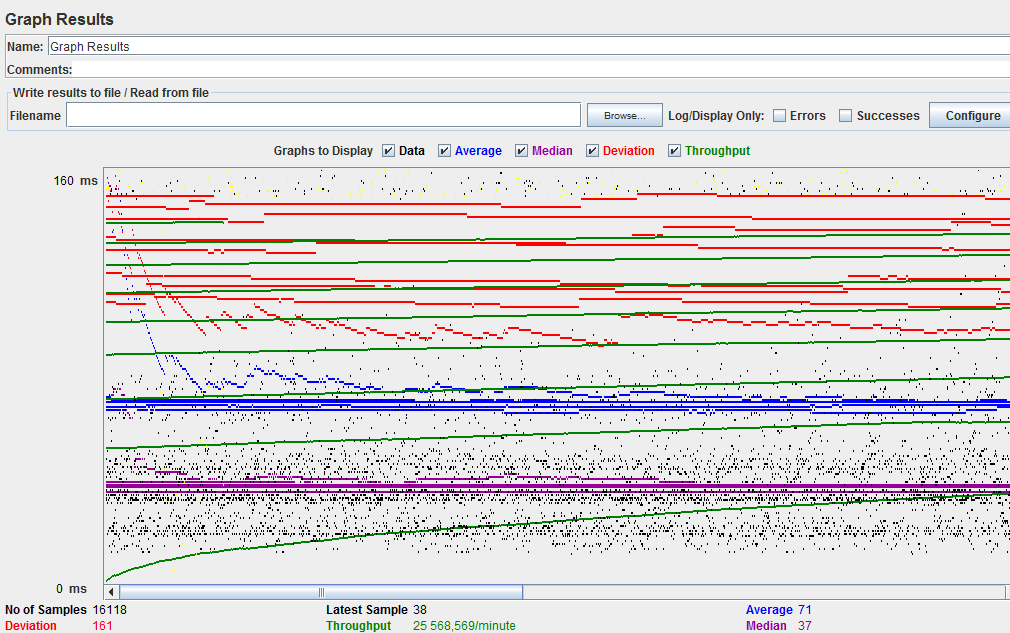 Graph Results
Name: Graph Results
Comments:
Write results to file / Read from file
Filename Browse... Log/Display Only: Errors Successes Configure
Graphs to Display Data Average Median Deviation Throughput
160 ms
0 ms
No of Samples 16118 Latest Sample 38 Average 71
Deviation 161 Throughput 25 568,569/minute Median 37